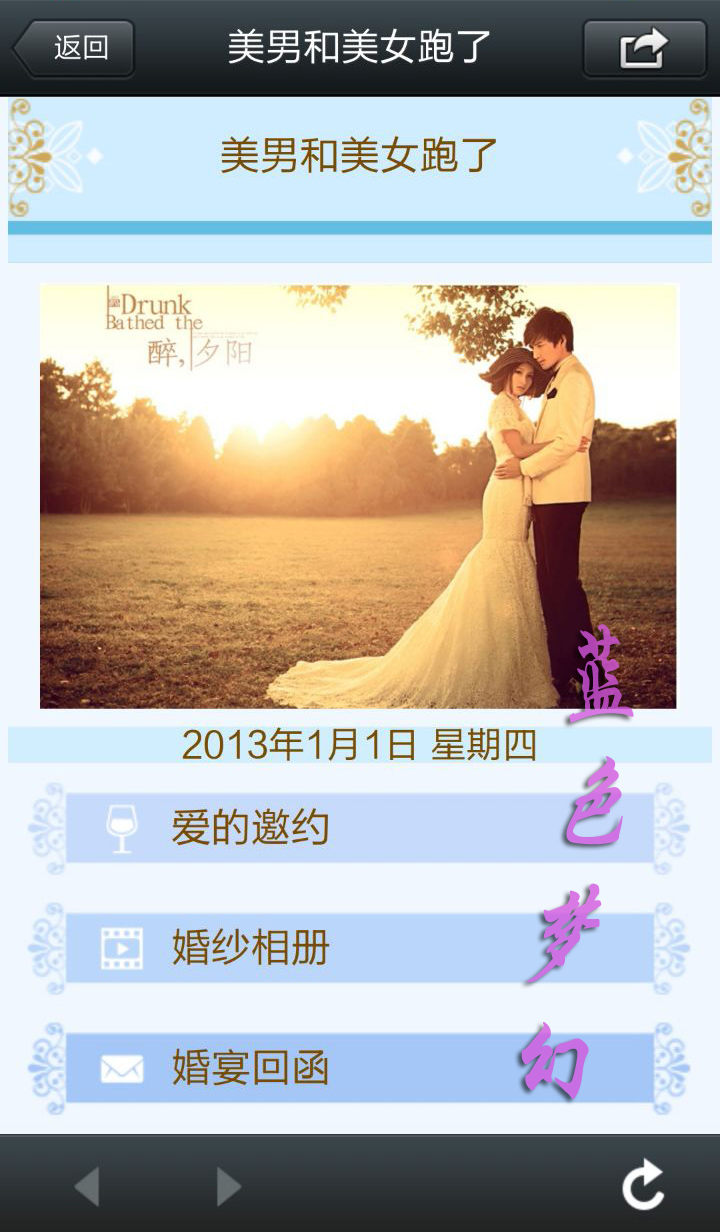 返回
美男和美女跑了
美男和美女跑了
Drunk
Bathed the
醉,夕阳
2013年1月1日 星期四
爱的邀约
婚纱相册
婚宴回函
蓝色梦幻